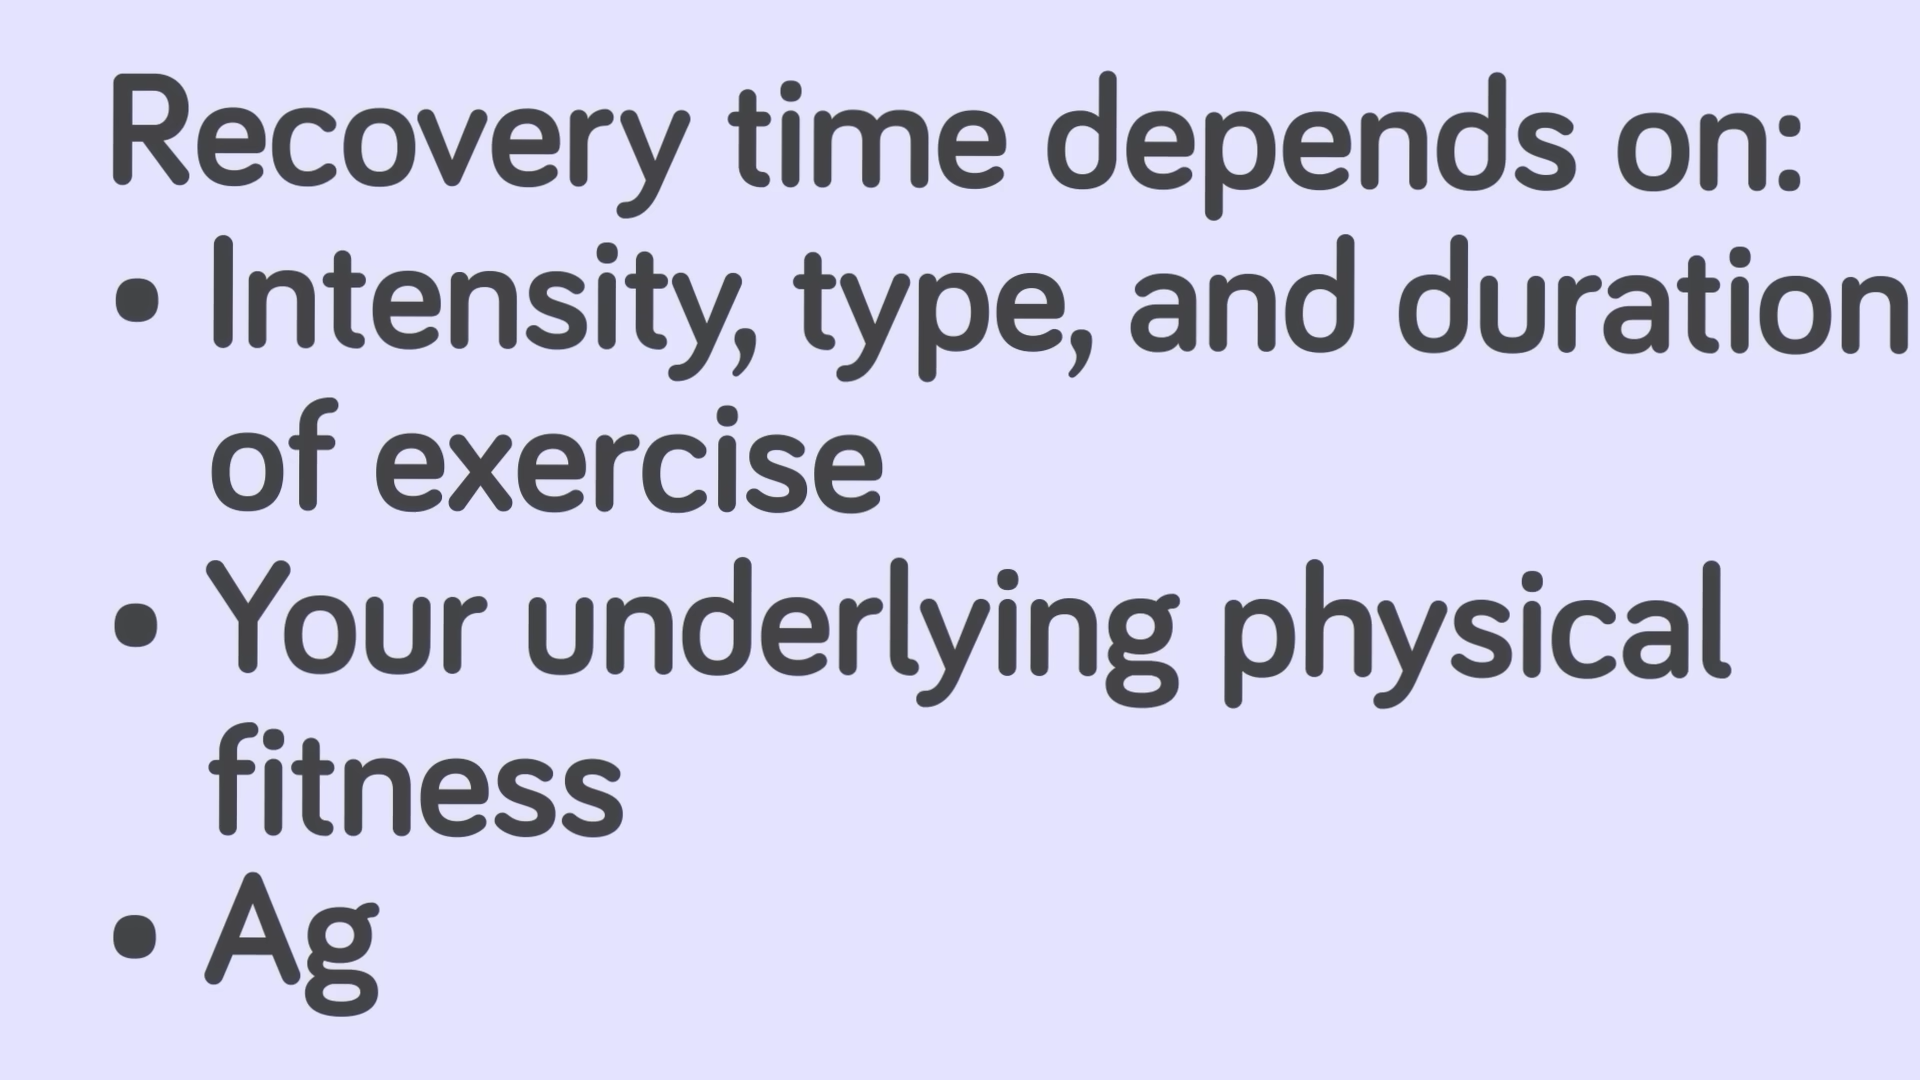 Recovery time depends on:
• Intensity, type, and duration
of exercise
• Your underlying physical
fitness
• Ag